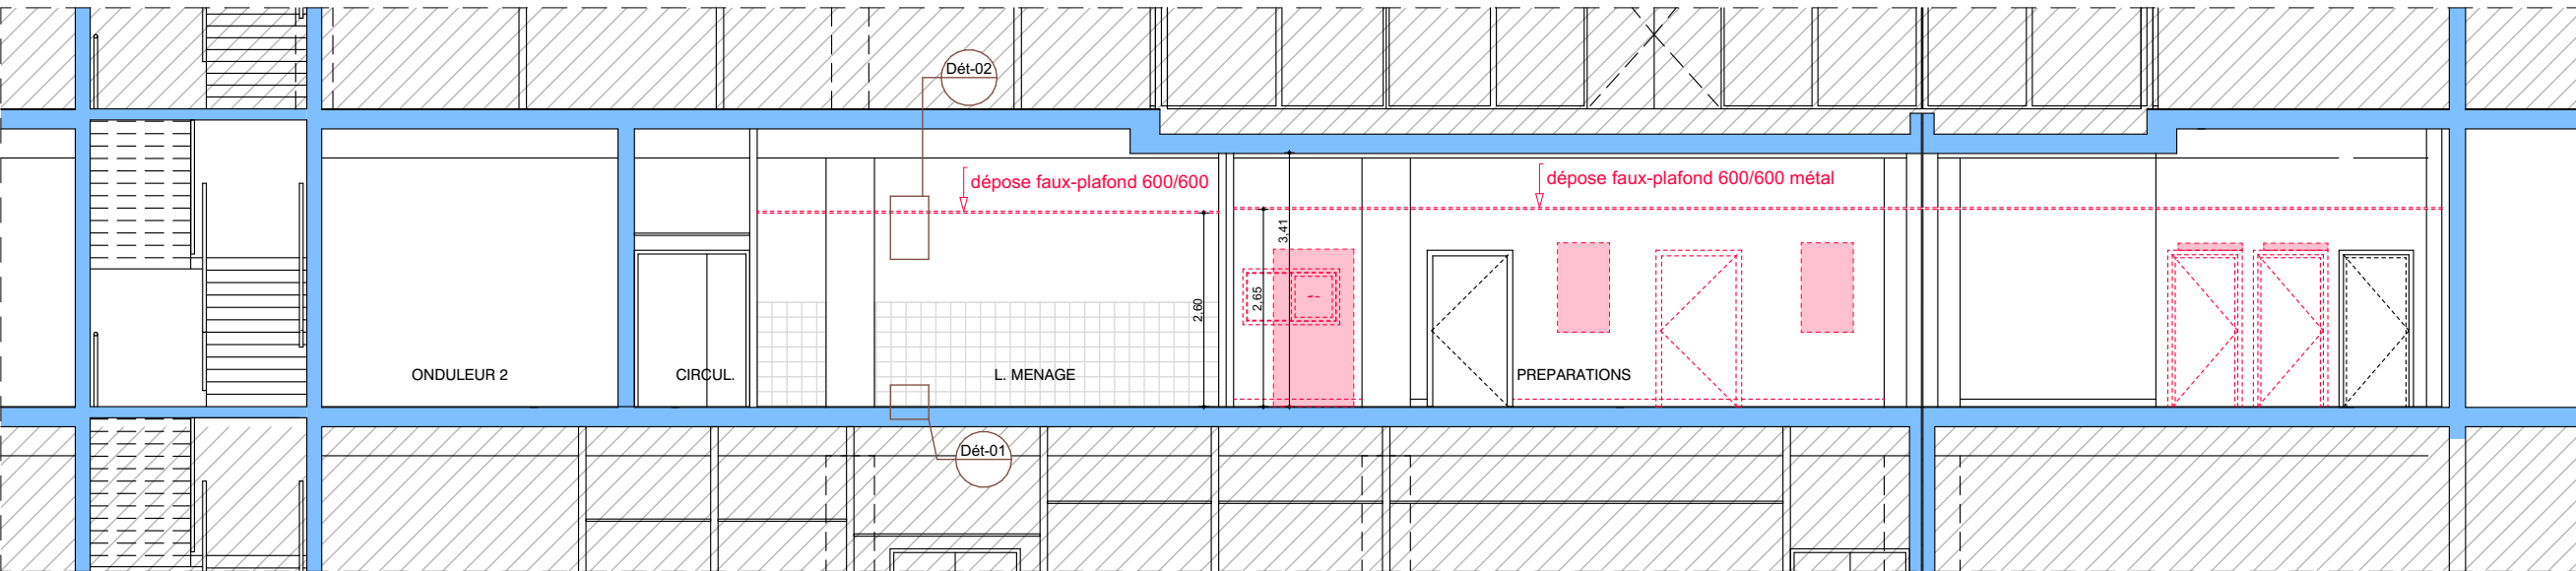 Dét-02
dépose faux-plafond 600/600
dépose faux-plafond 600/600 métal
3,41
2,65
2,60
ONDULEUR 2
CIRCUL.
L. MENAGE
PREPARATIONS
Dét-01